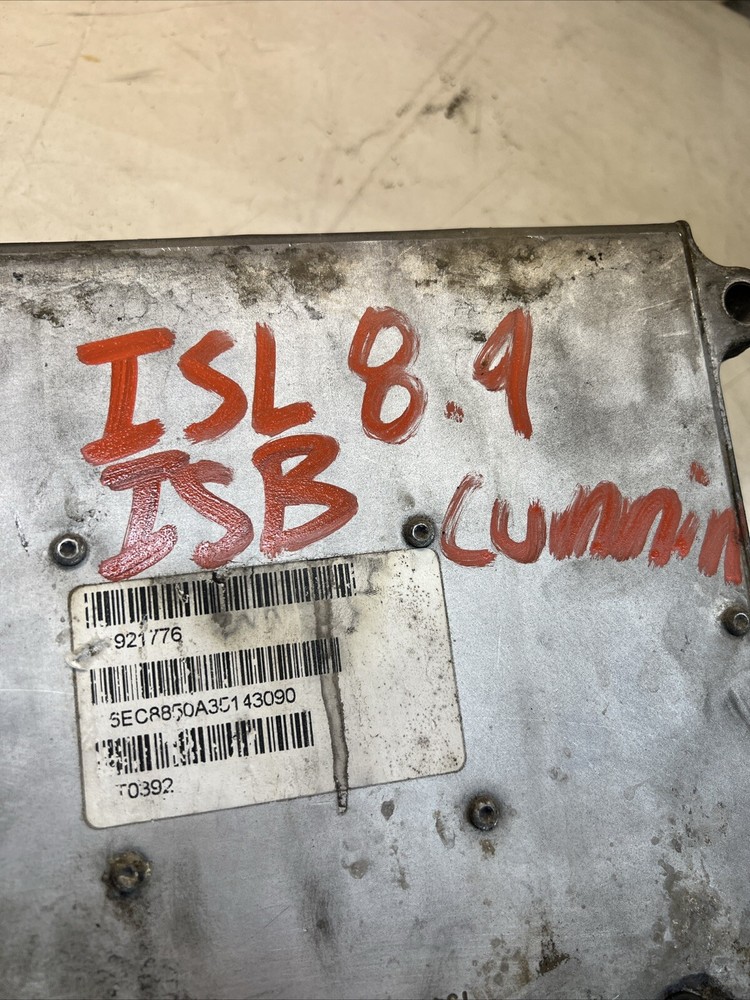 ISL 8.9
ISB Cummin
921776
5EC8850A35143090
T0392